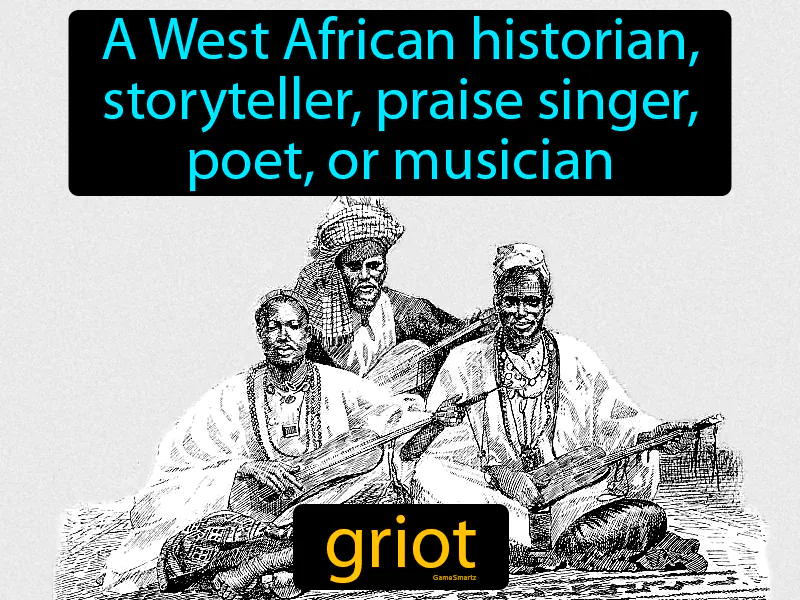 A West African historian,
storyteller, praise singer,
poet, or musician
griot
GameSmartz